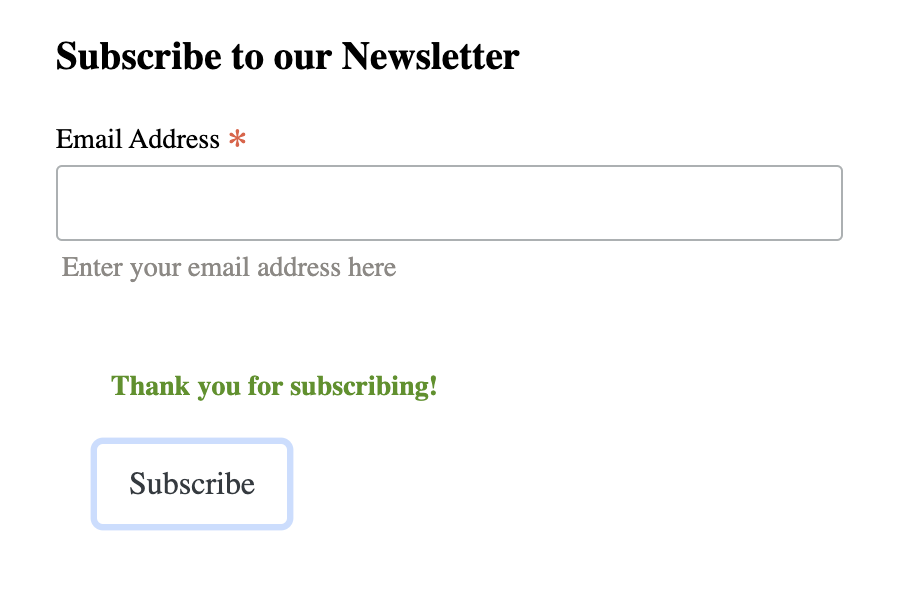 Subscribe to our Newsletter
Email Address *
Enter your email address here
Thank you for subscribing!
Subscribe